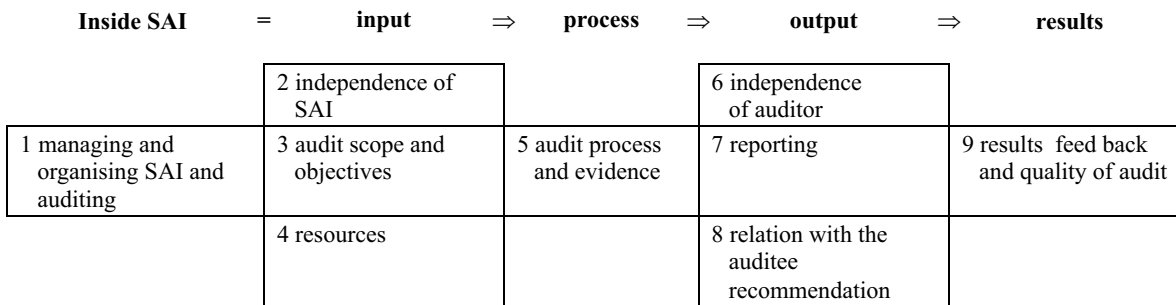 Inside SAI = input ⇒ process ⇒ output ⇒ results
2 independence of
SAI
6 independence
of auditor
1 managing and
organising SAI and
auditing
3 audit scope and
objectives
5 audit process
and evidence
7 reporting
9 results feed back
and quality of audit
4 resources
8 relation with the
auditee
recommendation